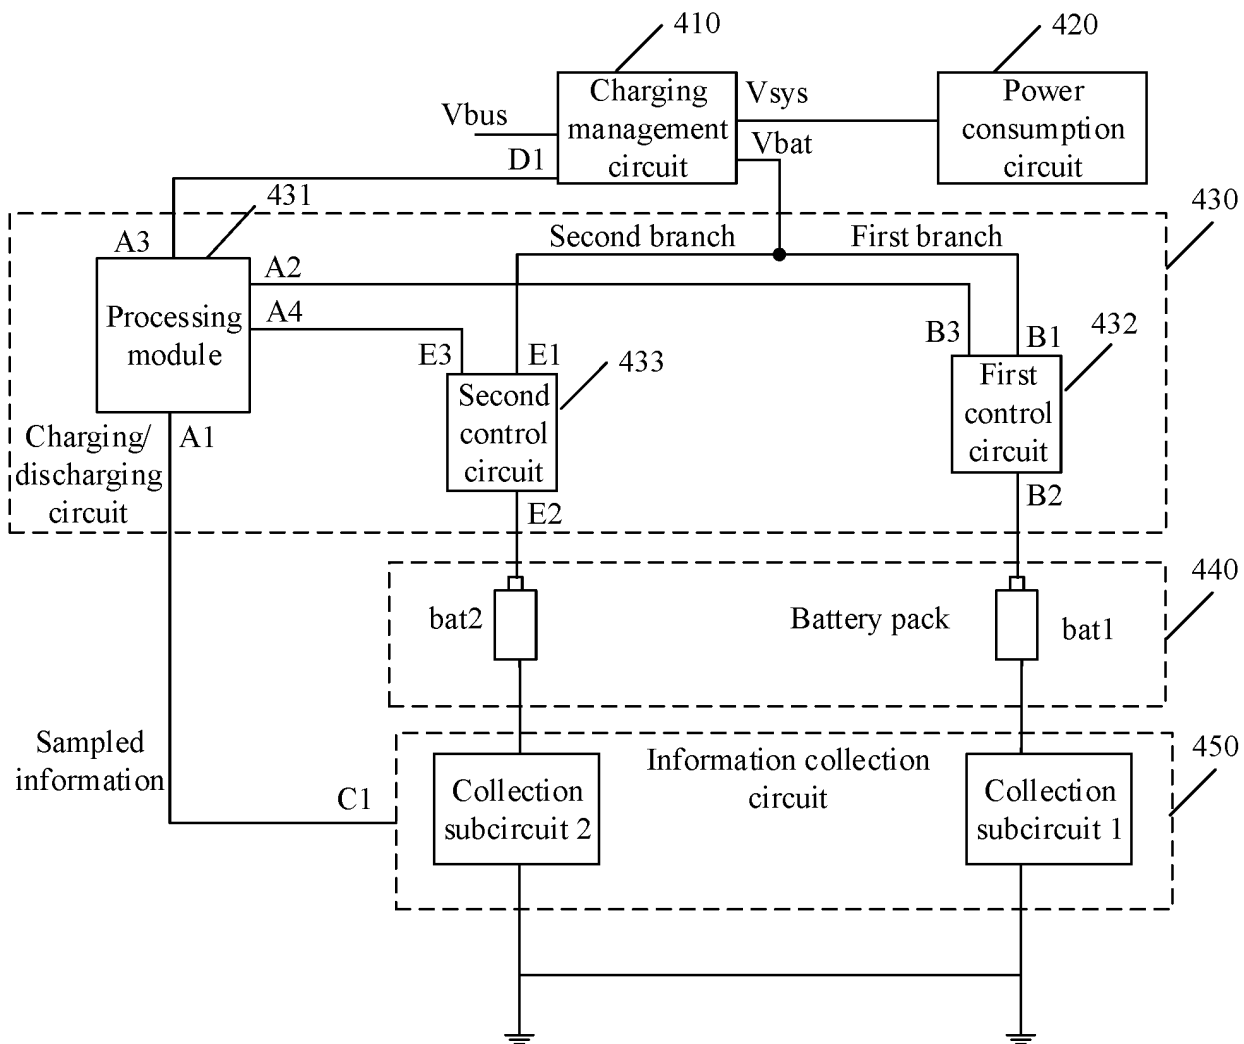 410
420
Charging
management
circuit
Vsys
Power
consumption
circuit
Vbus
Vbat
D1
431
430
A3
Second branch
First branch
A2
Processing
module
A4
B3
B1
432
E3
E1
433
First
control
circuit
Second
control
circuit
Charging/
discharging
circuit
A1
E2
B2
440
bat2
Battery pack
bat1
Sampled
information
450
Information collection
circuit
C1
Collection
subcircuit 2
Collection
subcircuit 1